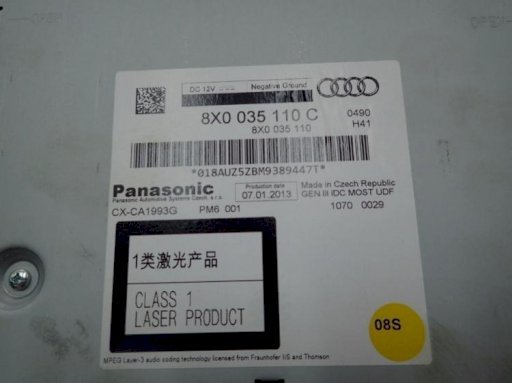 OPEN
OPEN
DC 12V Negative Ground
8X0 035 110 C
0490
8X0 035 110
H41
*018AUZ5ZBM9389447T*
Panasonic
Panasonic Automotive Systems Czech, s.r.o.
Production date
07.01.2013
Made in Czech Republic
GEN III IDC MOST UDF
CX-CA1993G PM6 001
1070 0029
1类激光产品
CLASS 1
LASER PRODUCT
08S
MPEG Layer-3 audio coding technology licensed from Fraunhofer IIS and Thomson